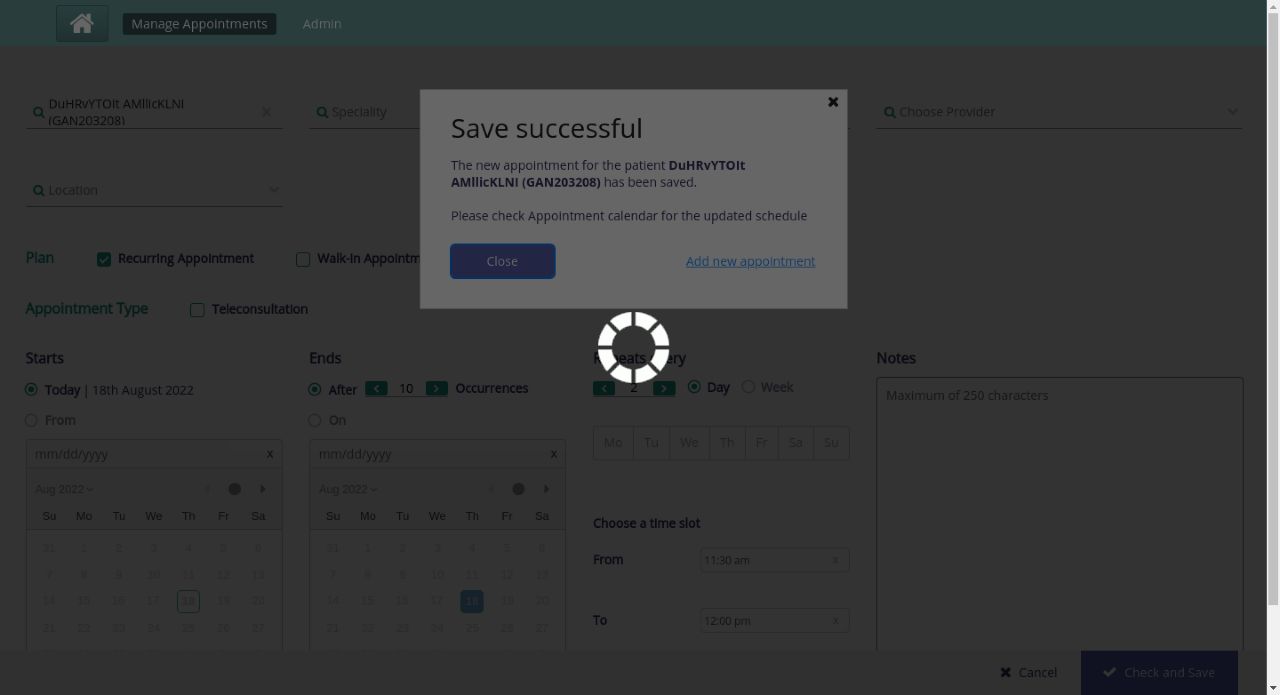 Manage Appointments Admin
DuHRvYTOIt AMllicKLNI
(GAN203208)
Speciality
Choose Provider
Save successful
The new appointment for the patient DuHRvYTOIt
AMllicKLNI (GAN203208) has been saved.
Please check Appointment calendar for the updated schedule
Close Add new appointment
Location
Plan Recurring Appointment Walk-In Appointm
Appointment Type Teleconsultation
Starts Ends Notes
Today | 18th August 2022 After 10 Occurrences 2 Day Week
Maximum of 250 characters
From On
mm/dd/yyyy x mm/dd/yyyy x
Mo Tu We Th Fr Sa Su
Aug 2022 Aug 2022
Su Mo Tu We Th Fr Sa Su Mo Tu We Th Fr Sa
Choose a time slot
31 1 2 3 4 5 6 31 1 2 3 4 5 6
From 11:30 am x
7 8 9 10 11 12 13 7 8 9 10 11 12 13
14 15 16 17 18 19 20 14 15 16 17 18 19 20
To 12:00 pm x
21 22 23 24 25 26 27 21 22 23 24 25 26 27
Cancel Check and Save